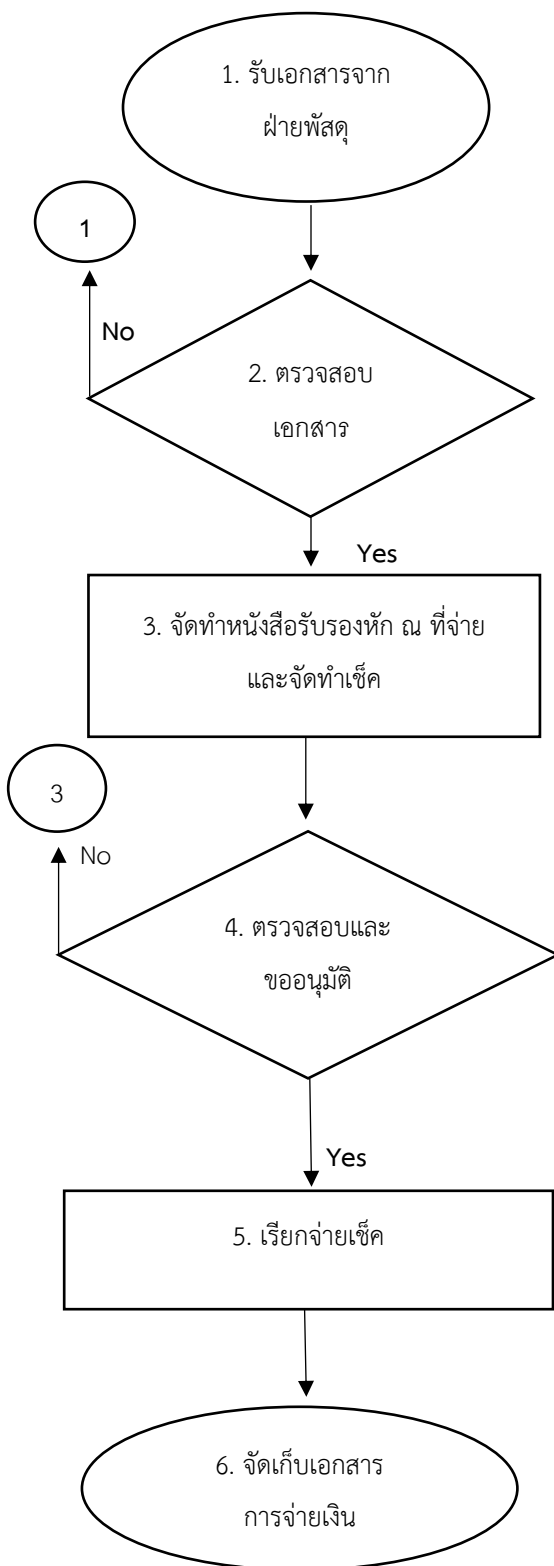 1. รับเอกสารจาก
ฝ่ายพัสดุ
1
No
2. ตรวจสอบ
เอกสาร
Yes
3. จัดทำหนังสือรับรองหัก ณ ที่จ่าย
และจัดทำเช็ค
3
No
4. ตรวจสอบและ
ขออนุมัติ
Yes
5. เรียกจ่ายเช็ค
6. จัดเก็บเอกสาร
การจ่ายเงิน